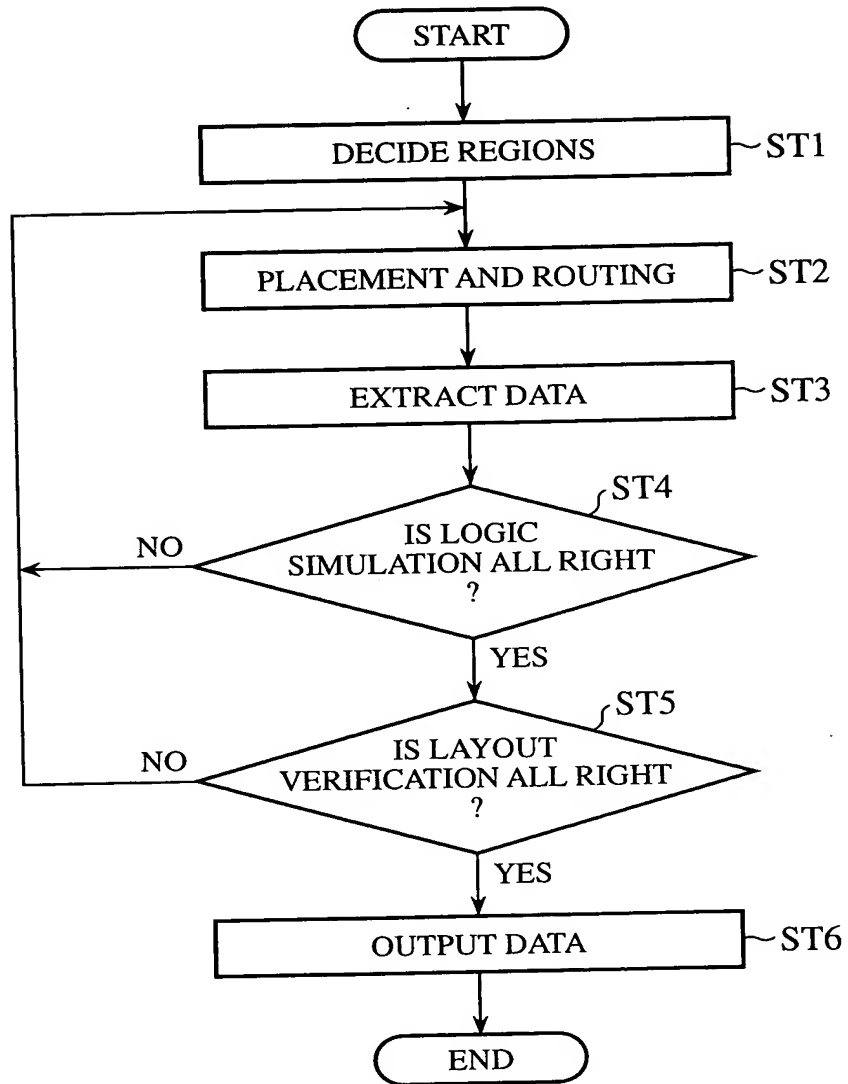 START
DECIDE REGIONS
ST1
PLACEMENT AND ROUTING
ST2
EXTRACT DATA
ST3
ST4
IS LOGIC
SIMULATION ALL RIGHT
?
NO
YES
ST5
IS LAYOUT
VERIFICATION ALL RIGHT
?
NO
YES
OUTPUT DATA
ST6
END